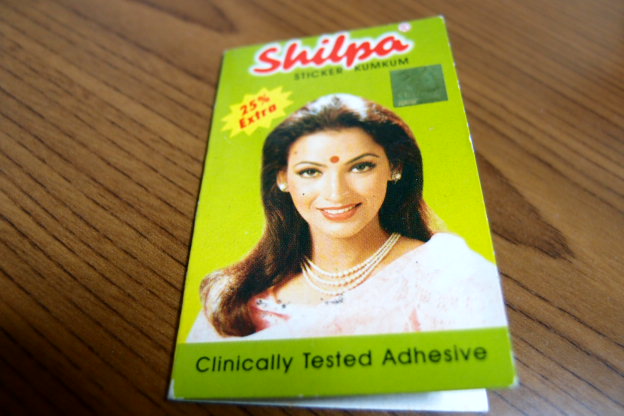 Shilpa®
STICKER KUMKUM
25%
Extra
Clinically Tested Adhesive